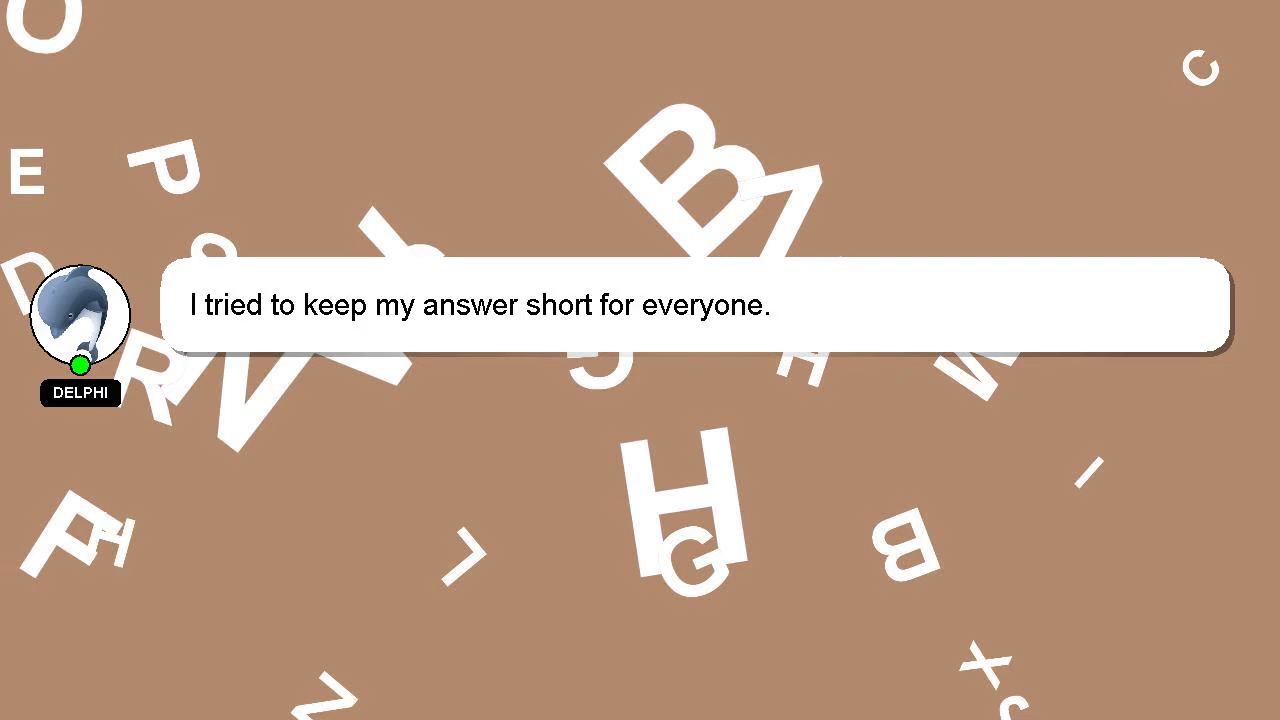 O
C
B
E
P
Z
S
D
I tried to keep my answer short for everyone.
DELPHI
R
G
H
W
H
I
F
H
G
B
L
X
Z
J